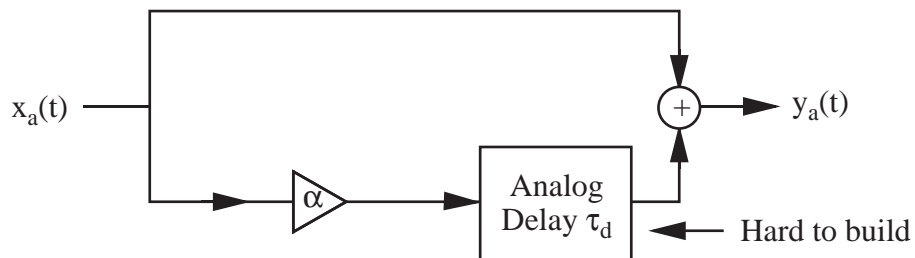 x_a(t)
+
y_a(t)
α
Analog
Delay τ_d
Hard to build